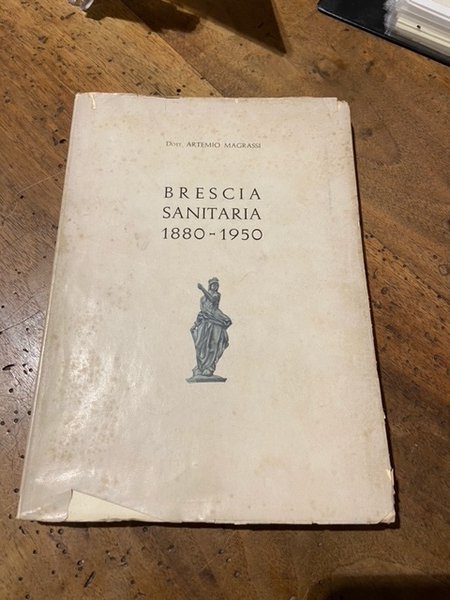 Dott. ARTEMIO MAGRASSI
BRESCIA
SANITARIA
1880-1950